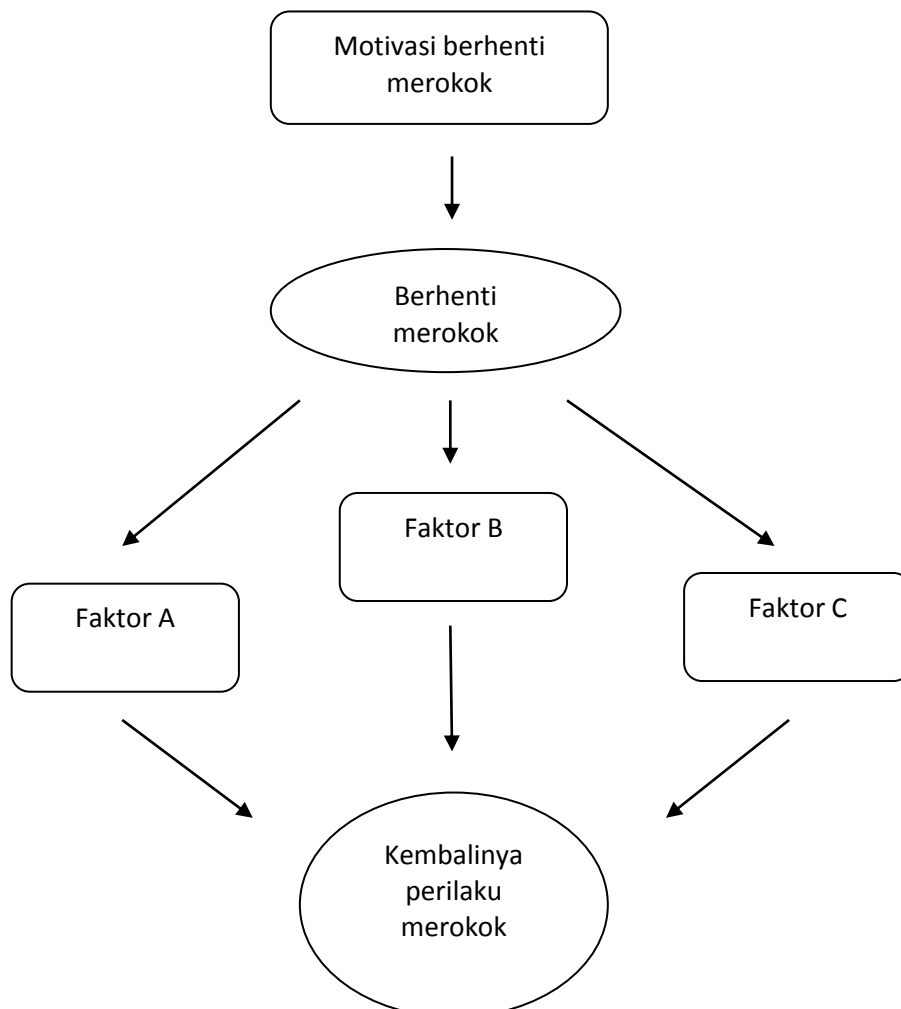 Motivasi berhenti
merokok
Berhenti
merokok
Faktor B
Faktor A
Faktor C
Kembalinya
perilaku
merokok